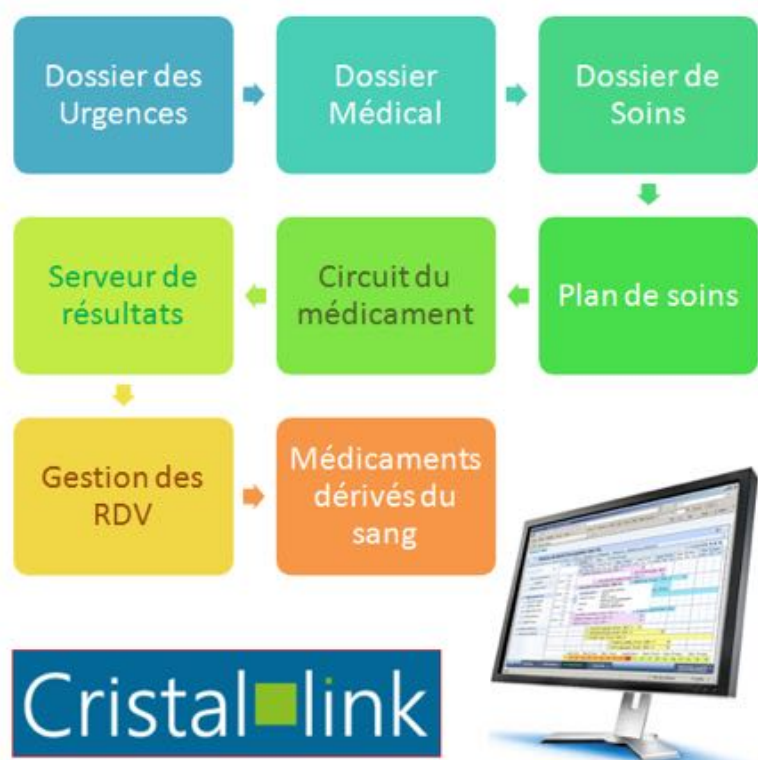 Dossier des
Urgences
Dossier
Médical
Dossier de
Soins
Plan de soins
Circuit du
médicament
Serveur de
résultats
Gestion des
RDV
Médicaments
dérivés du
sang
Cristal link